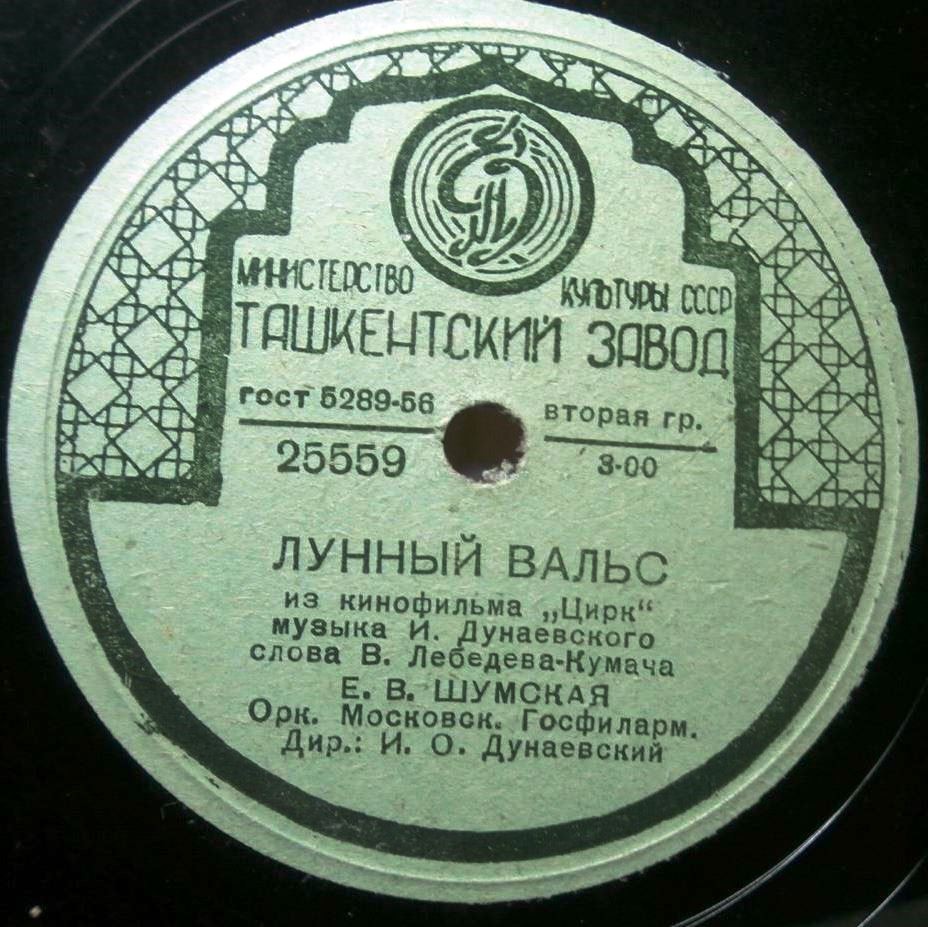 МИНИСТЕРСТВО КУЛЬТУРЫ СССР
ТАШКЕНТСКИЙ ЗАВОД
ГОСТ 5289-56 вторая гр.
25559 3-00
ЛУННЫЙ ВАЛЬС
из кинофильма „Цирк“
музыка И. Дунаевского
слова В. Лебедева-Кумача
Е. В. ШУМСКАЯ
Орк. Московск. Госфиларм.
Дир.: И. О. Дунаевский